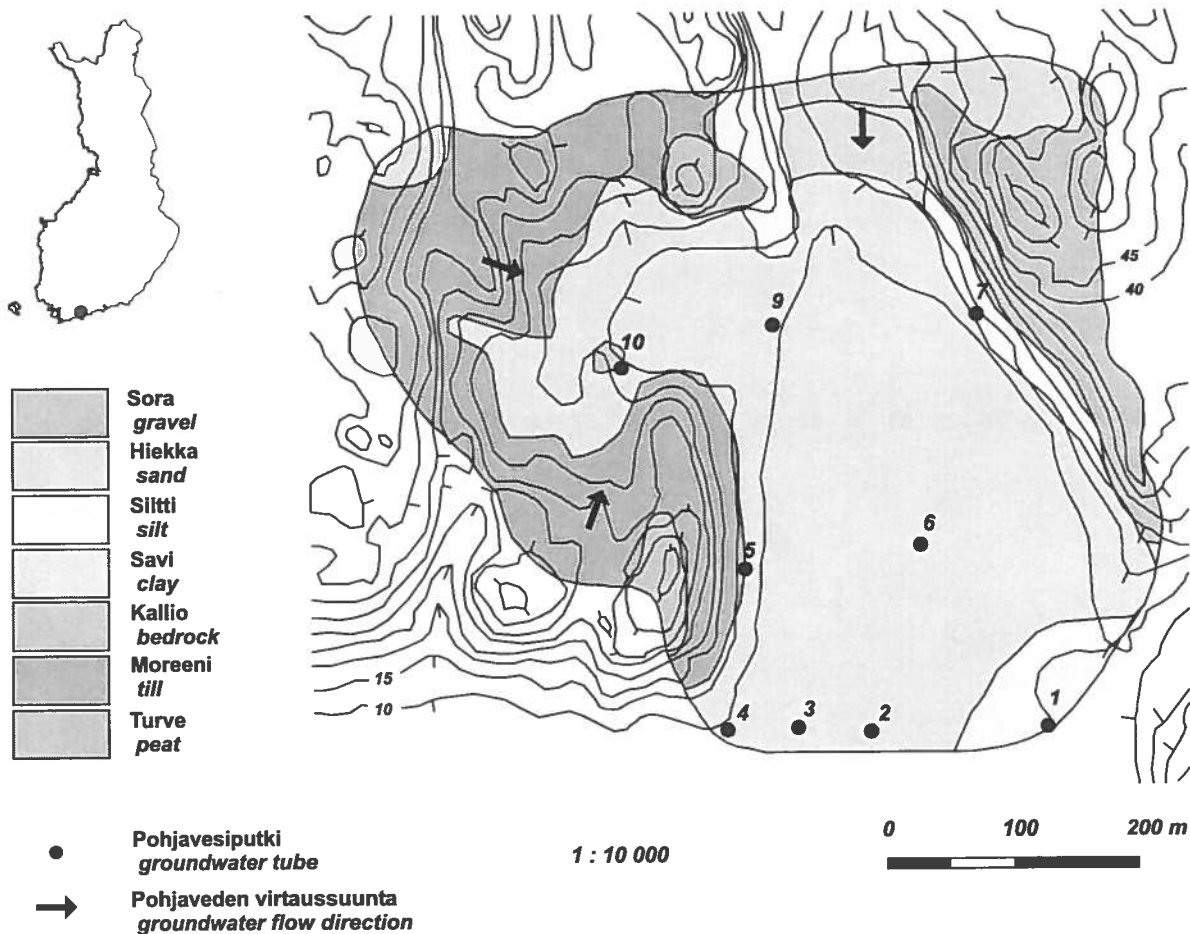 45
40
7
9
10
6
5
15
10
4
3
2
1
Sora
gravel
Hiekka
sand
Siltti
silt
Savi
clay
Kallio
bedrock
Moreeni
till
Turve
peat
Pohjavesiputki
groundwater tube
Pohjaveden virtaussuunta
groundwater flow direction
1 : 10 000
0 100 200 m